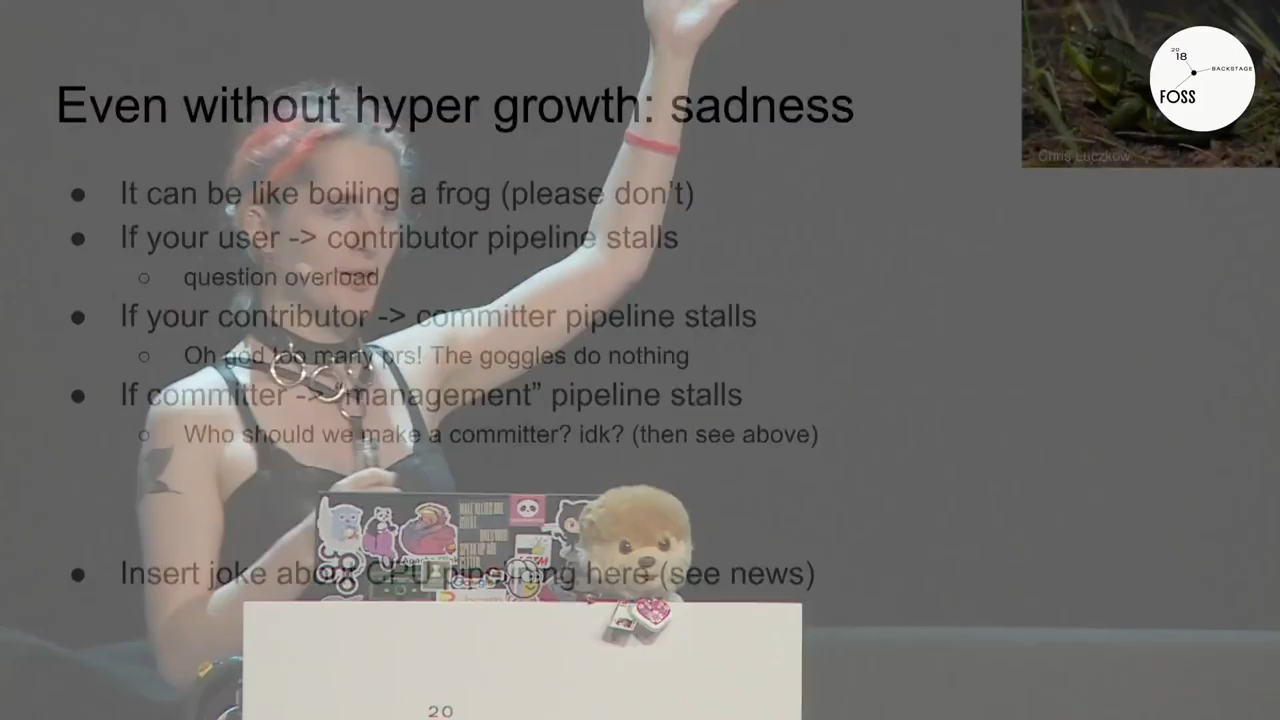 Even without hyper growth: sadness
20
18
BACKSTAGE
FOSS
Chris Luczkow
It can be like boiling a frog (please don't)
If your user -> contributor pipeline stalls
question overload
If your contributor -> committer pipeline stalls
Oh god too many prs! The goggles do nothing
If committer -> “management” pipeline stalls
Who should we make a committer? idk? (then see above)
Insert joke about CPU pipelining here (see news)
20